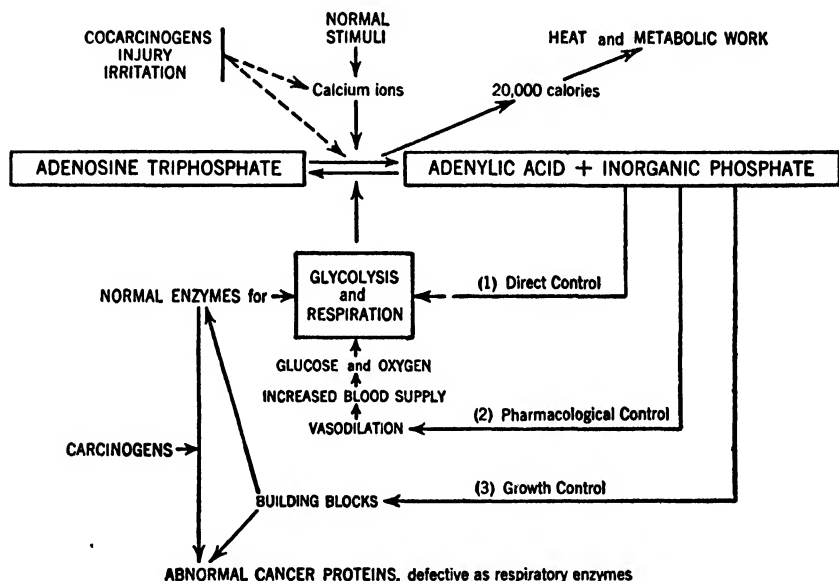 COCARCINOGENS
INJURY
IRRITATION
NORMAL
STIMULI
HEAT and METABOLIC WORK
Calcium ions
20,000 calories
ADENOSINE TRIPHOSPHATE
ADENYLIC ACID + INORGANIC PHOSPHATE
NORMAL ENZYMES for
GLYCOLYSIS
and
RESPIRATION
(1) Direct Control
GLUCOSE and OXYGEN
INCREASED BLOOD SUPPLY
VASODILATION
(2) Pharmacological Control
CARCINOGENS
BUILDING BLOCKS
(3) Growth Control
ABNORMAL CANCER PROTEINS, defective as respiratory enzymes